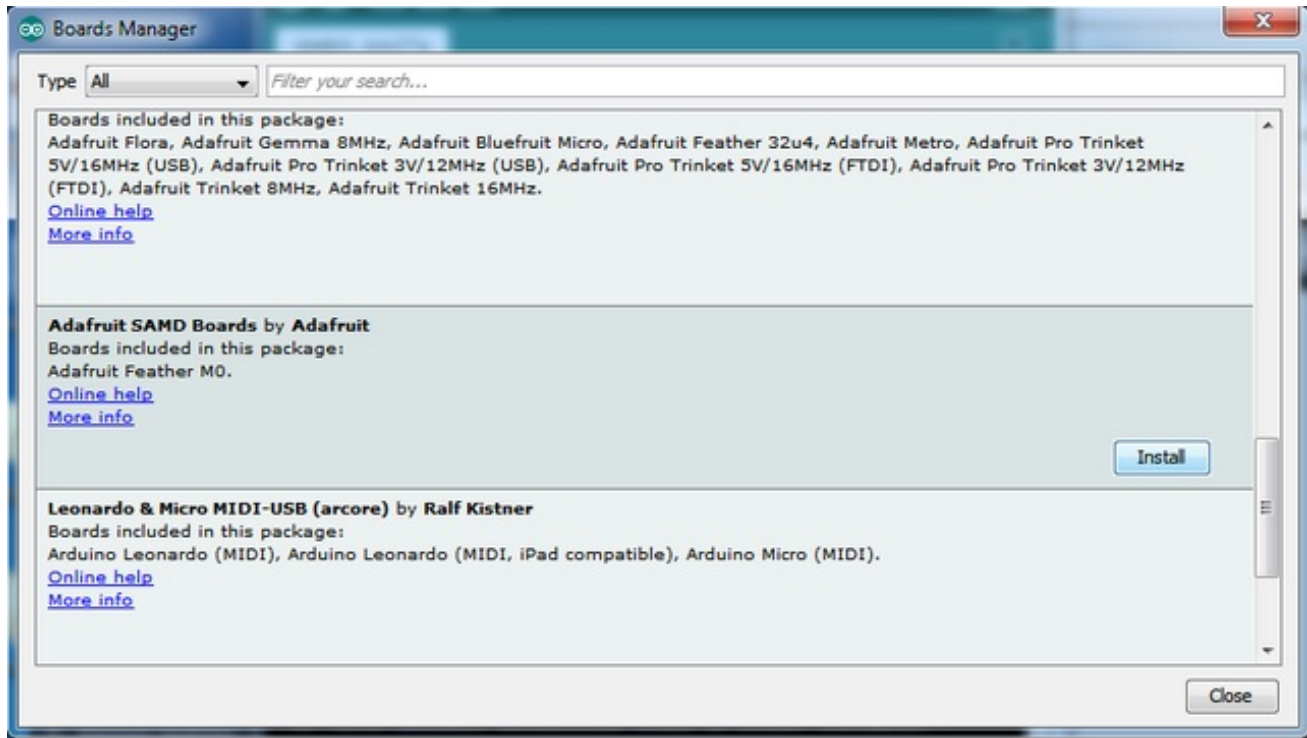 Boards Manager
Type All Filter your search...
Boards included in this package:
Adafruit Flora, Adafruit Gemma 8MHz, Adafruit Bluefruit Micro, Adafruit Feather 32u4, Adafruit Metro, Adafruit Pro Trinket
5V/16MHz (USB), Adafruit Pro Trinket 3V/12MHz (USB), Adafruit Pro Trinket 5V/16MHz (FTDI), Adafruit Pro Trinket 3V/12MHz
(FTDI), Adafruit Trinket 8MHz, Adafruit Trinket 16MHz.
Online help
More info
Adafruit SAMD Boards by Adafruit
Boards included in this package:
Adafruit Feather M0.
Online help
More info
Install
Leonardo & Micro MIDI-USB (arcore) by Ralf Kistner
Boards included in this package:
Arduino Leonardo (MIDI), Arduino Leonardo (MIDI, iPad compatible), Arduino Micro (MIDI).
Online help
More info
Close